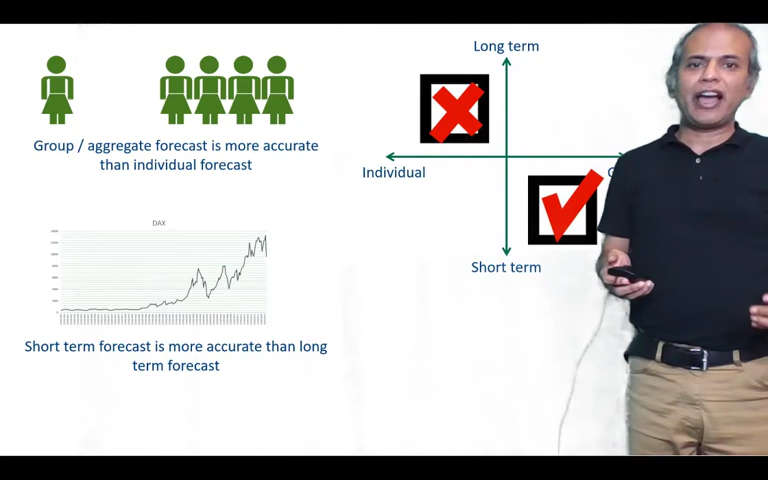 Group / aggregate forecast is more accurate
than individual forecast
DAX
Short term forecast is more accurate than long
term forecast
Long term
Individual
Short term